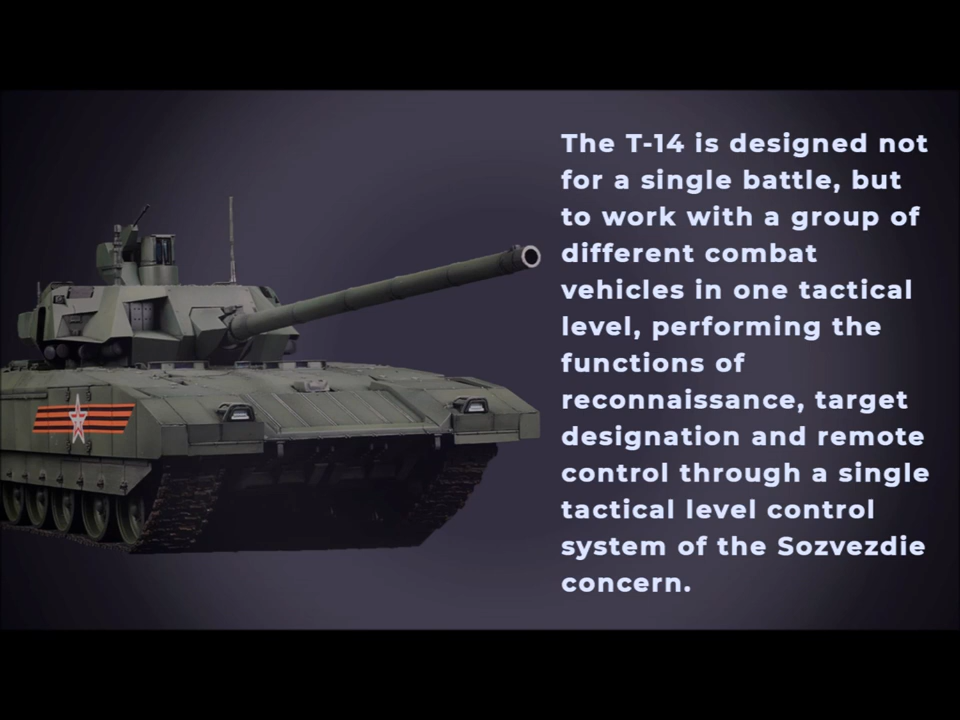 The T-14 is designed not
for a single battle, but
to work with a group of
different combat
vehicles in one tactical
level, performing the
functions of
reconnaissance, target
designation and remote
control through a single
tactical level control
system of the Sozvezdie
concern.